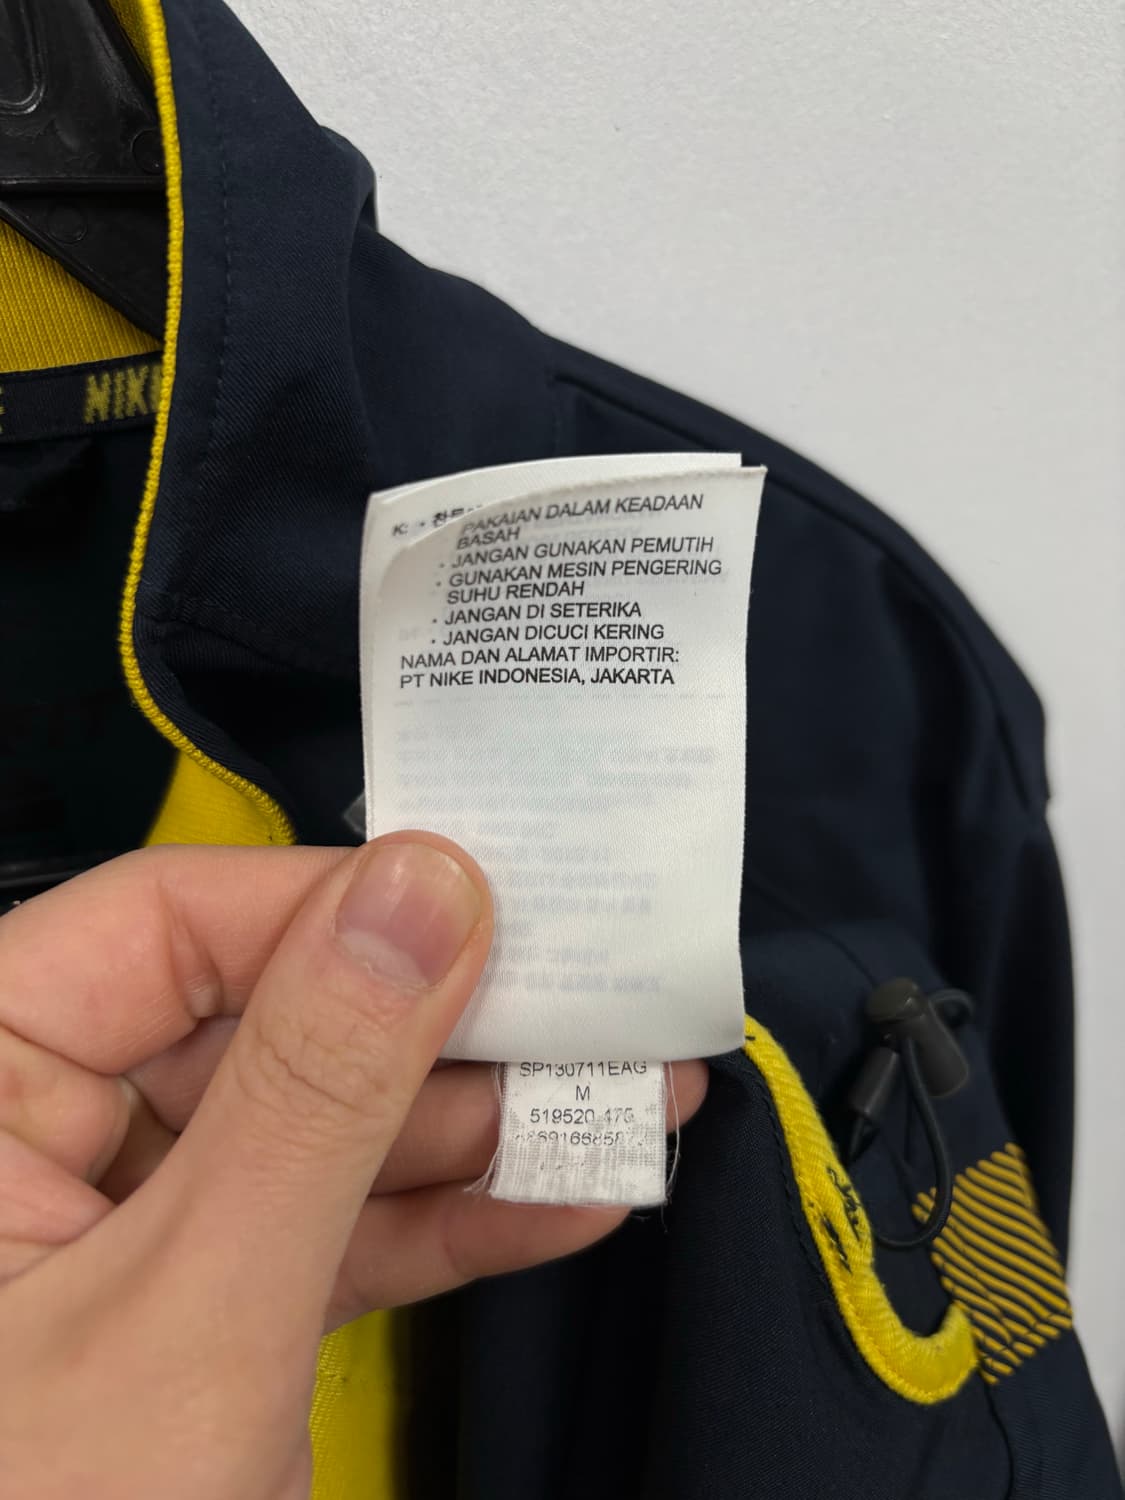 NIKE
PAKAIAN DALAM KEADAAN
BASAH
. JANGAN GUNAKAN PEMUTIH
. GUNAKAN MESIN PENGERING
SUHU RENDAH
. JANGAN DI SETERIKA
. JANGAN DICUCI KERING
NAMA DAN ALAMAT IMPORTIR:
PT NIKE INDONESIA, JAKARTA
SP130711EAG
M
519520 475